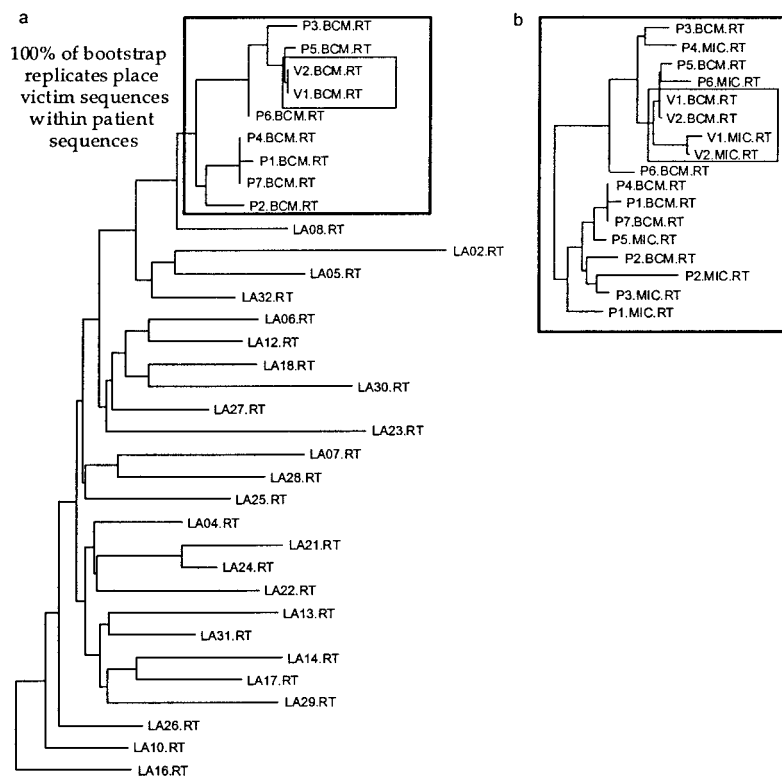 a
100% of bootstrap
replicates place
victim sequences
within patient
sequences
P3.BCM.RT
P5.BCM.RT
V2.BCM.RT
V1.BCM.RT
P6.BCM.RT
P4.BCM.RT
P1.BCM.RT
P7.BCM.RT
P2.BCM.RT
LA08.RT
LA02.RT
LA05.RT
LA32.RT
LA06.RT
LA12.RT
LA18.RT
LA30.RT
LA27.RT
LA23.RT
LA07.RT
LA28.RT
LA25.RT
LA04.RT
LA21.RT
LA24.RT
LA22.RT
LA13.RT
LA31.RT
LA14.RT
LA17.RT
LA29.RT
LA26.RT
LA10.RT
LA16.RT
b
P3.BCM.RT
P4.MIC.RT
P5.BCM.RT
P6.MIC.RT
V1.BCM.RT
V2.BCM.RT
V1.MIC.RT
V2.MIC.RT
P6.BCM.RT
P4.BCM.RT
P1.BCM.RT
P7.BCM.RT
P5.MIC.RT
P2.BCM.RT
P2.MIC.RT
P3.MIC.RT
P1.MIC.RT